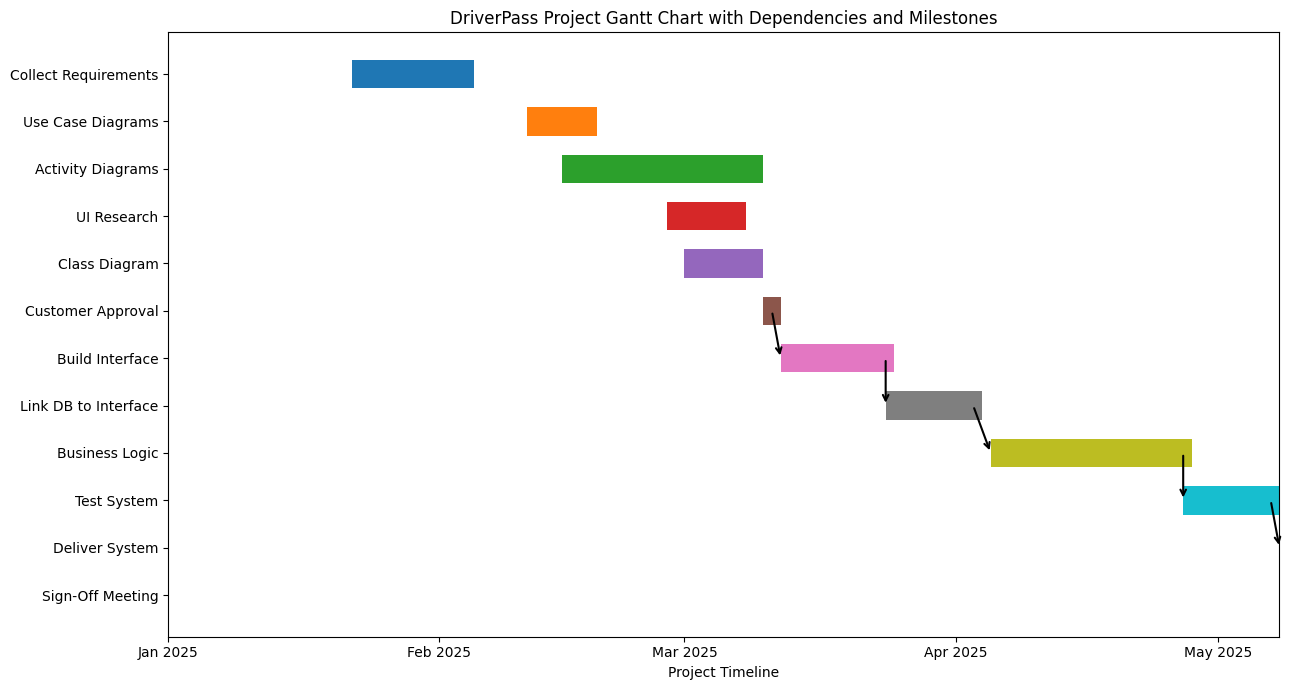 DriverPass Project Gantt Chart with Dependencies and Milestones
Collect Requirements
Use Case Diagrams
Activity Diagrams
UI Research
Class Diagram
Customer Approval
Build Interface
Link DB to Interface
Business Logic
Test System
Deliver System
Sign-Off Meeting
Jan 2025
Feb 2025
Mar 2025
Apr 2025
May 2025
Project Timeline